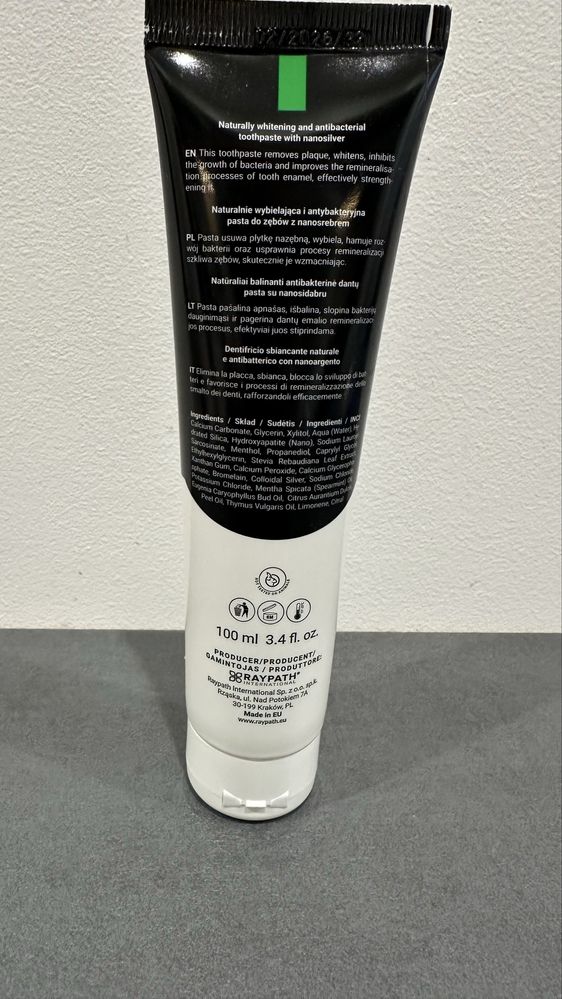 02/2026/33
Naturally whitening and antibacterial
toothpaste with nanosilver
EN This toothpaste removes plaque, whitens, inhibits
the growth of bacteria and improves the remineralisa-
tion processes of tooth enamel, effectively strength-
ening it.
Naturalnie wybielająca i antybakteryjna
pasta do zębów z nanosrebrem
PL Pasta usuwa płytkę nazębną, wybiela, hamuje roz-
wój bakterii oraz usprawnia procesy remineralizacji
szkliwa zębów, skutecznie je wzmacniając.
Natūraliai balinanti antibakterinė dantų
pasta su nanosidabru
LT Pasta pašalina apnašas, išbalina, slopina bakterijų
dauginimąsi ir pagerina dantų emalio remineralizaci-
jos procesus, efektyviai juos stiprindama.
Dentifricio sbiancante naturale
e antibatterico con nanoargento
IT Elimina la placca, sbianca, blocca lo sviluppo di bat-
teri e favorisce i processi di remineralizzazione dello
smalto dei denti, rafforzandoli efficacemente
Ingredients / Skład / Sudėtis / Ingredienti / INCI
Calcium Carbonate, Glycerin, Xylitol, Aqua (Water), Hy-
drated Silica, Hydroxyapatite (Nano), Sodium Lauroyl
Sarcosinate, Menthol, Propanediol, Caprylyl Glycol,
Ethylhexylglycerin, Stevia Rebaudiana Leaf Extract,
Xanthan Gum, Calcium Peroxide, Calcium Glyceroph-
sphate, Bromelain, Colloidal Silver, Sodium Chloride,
Potassium Chloride, Mentha Spicata (Spearmint) Oil,
Eugenia Caryophyllus Bud Oil, Citrus Aurantium Dulcis
Peel Oil, Thymus Vulgaris Oil, Limonene, Citral
NOT TESTED ON ANIMALS
6M
100 ml 3.4 fl. oz.
PRODUCER/PRODUCENT/
GAMINTOJAS / PRODUTTORE:
RAYPATH®
INTERNATIONAL
Raypath International Sp. z o.o. sp.k.
Rząska, ul. Nad Potokiem 7A
30-199 Kraków, PL
Made in EU
www.raypath.eu